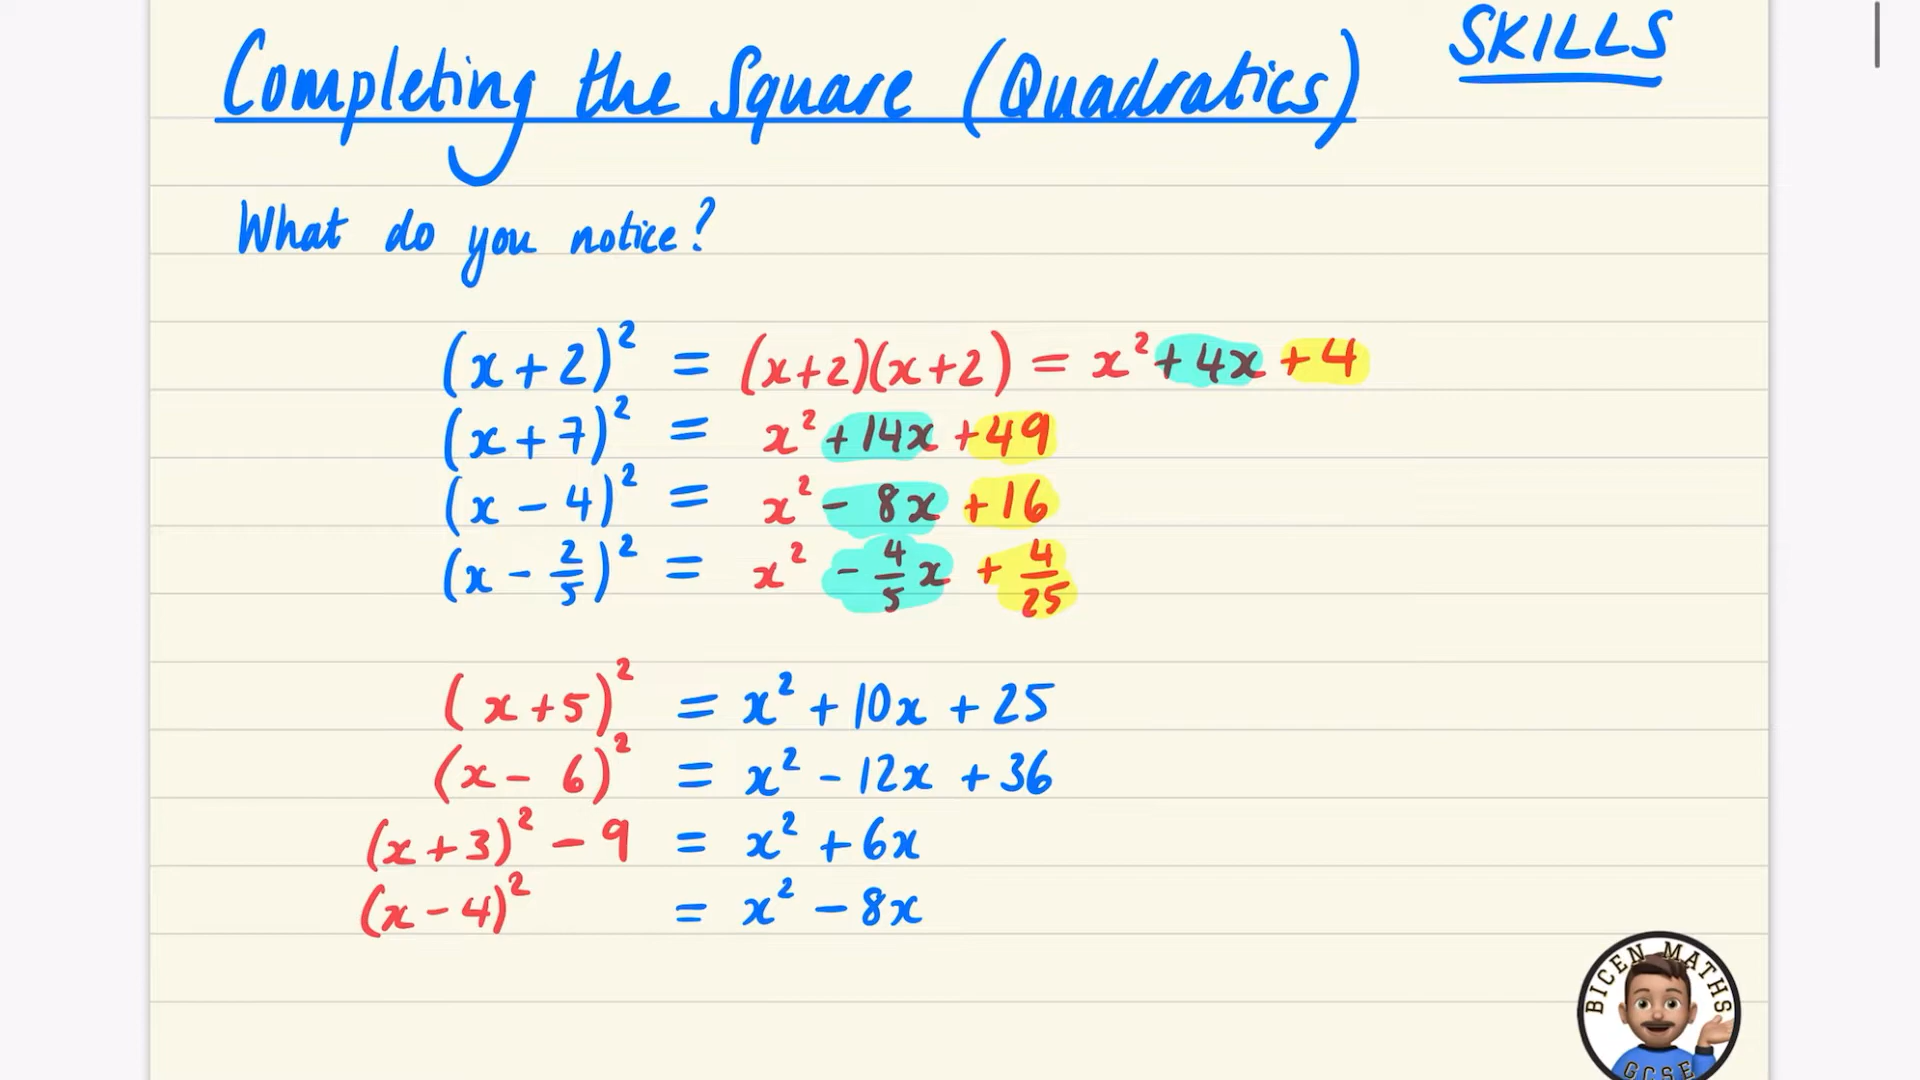 SKILLS
Completing the Square (Quadratics)
What do you notice?
(x + 2)² = (x+2)(x+2) = x² + 4x + 4
(x + 7)² = x² + 14x + 49
(x - 4)² = x² - 8x + 16
(x - 2/5)² = x² - 4/5 x + 4/25
(x + 5)² = x² + 10x + 25
(x - 6)² = x² - 12x + 36
(x + 3)² - 9 = x² + 6x
(x - 4)² = x² - 8x
BICEN MATHS
GCSE